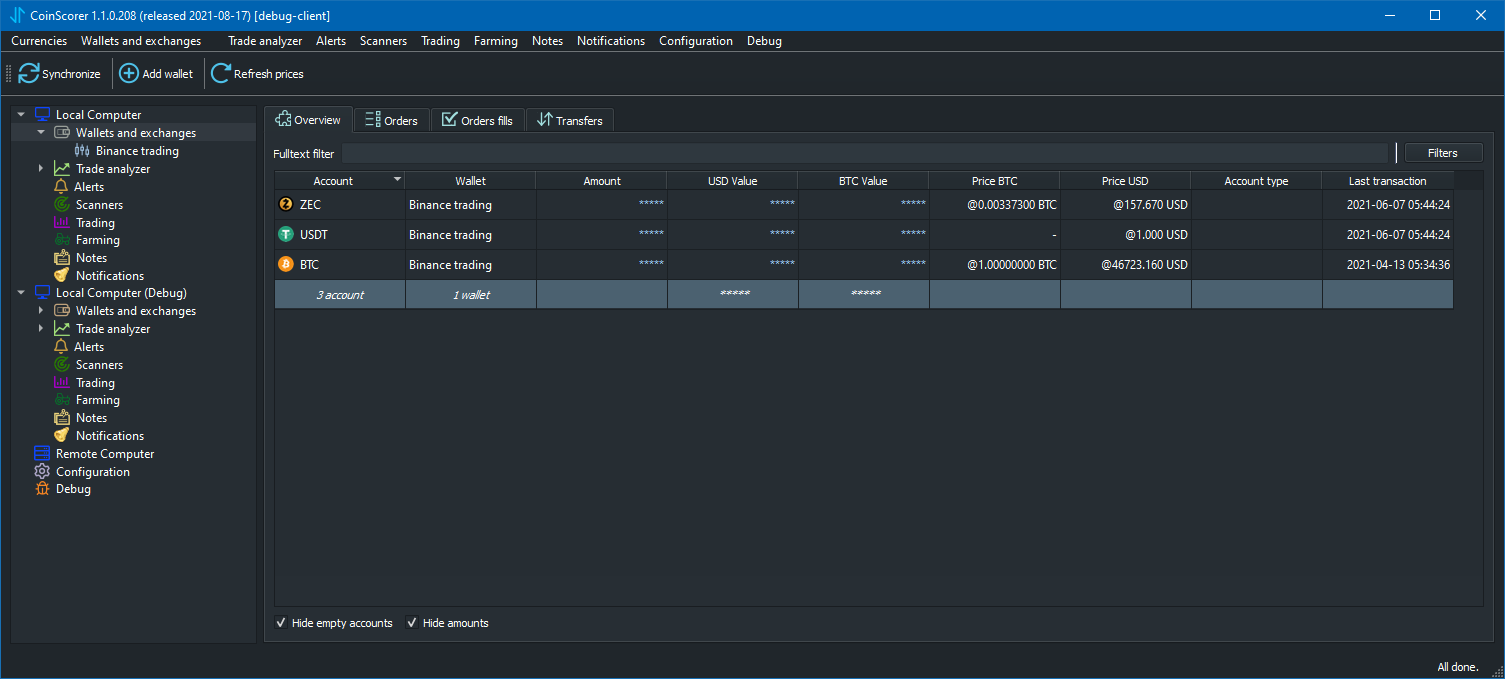 CoinScorer 1.1.0.208 (released 2021-08-17) [debug-client]
Currencies Wallets and exchanges Trade analyzer Alerts Scanners Trading Farming Notes Notifications Configuration Debug
Synchronize Add wallet Refresh prices
Local Computer
Wallets and exchanges
Binance trading
Trade analyzer
Alerts
Scanners
Trading
Farming
Notes
Notifications
Local Computer (Debug)
Wallets and exchanges
Trade analyzer
Alerts
Scanners
Trading
Farming
Notes
Notifications
Remote Computer
Configuration
Debug
Overview Orders Orders fills Transfers
Fulltext filter Filters
Account Wallet Amount USD Value BTC Value Price BTC Price USD Account type Last transaction
ZEC Binance trading ***** ***** ***** @0.00337300 BTC @157.670 USD 2021-06-07 05:44:24
USDT Binance trading ***** ***** ***** - @1.000 USD 2021-06-07 05:44:24
BTC Binance trading ***** ***** ***** @1.00000000 BTC @46723.160 USD 2021-04-13 05:34:36
3 account 1 wallet ***** *****
Hide empty accounts Hide amounts
All done.